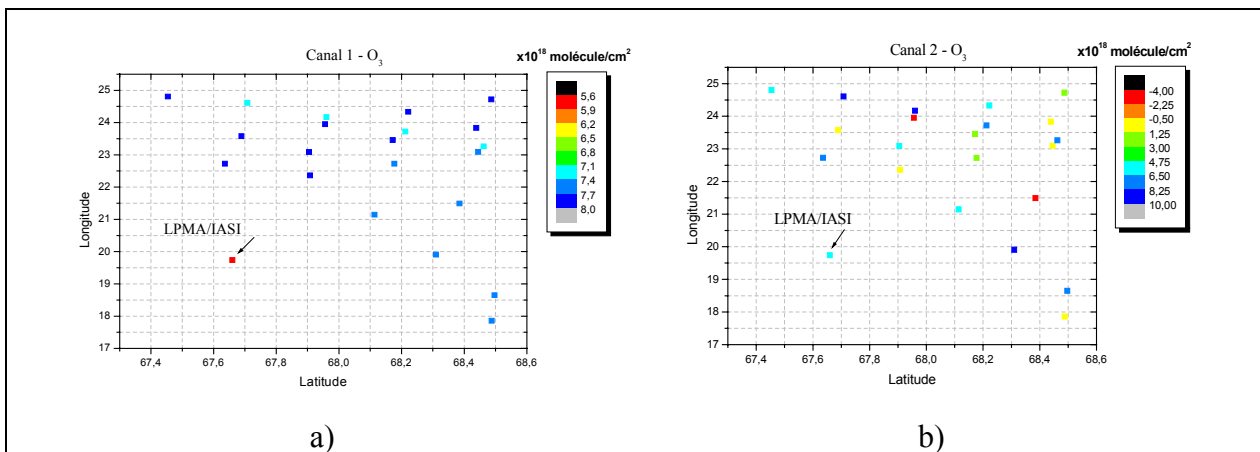 Canal 1 - O3
x10^18 molécule/cm^2
25
24
23
22
21
20
19
18
17
Longitude
LPMA/IASI
67,4 67,6 67,8 68,0 68,2 68,4 68,6
Latitude
5,6
5,9
6,2
6,5
6,8
7,1
7,4
7,7
8,0
a)
Canal 2 - O3
x10^18 molécule/cm^2
25
24
23
22
21
20
19
18
17
Longitude
LPMA/IASI
67,4 67,6 67,8 68,0 68,2 68,4 68,6
Latitude
-4,00
-2,25
-0,50
1,25
3,00
4,75
6,50
8,25
10,00
b)